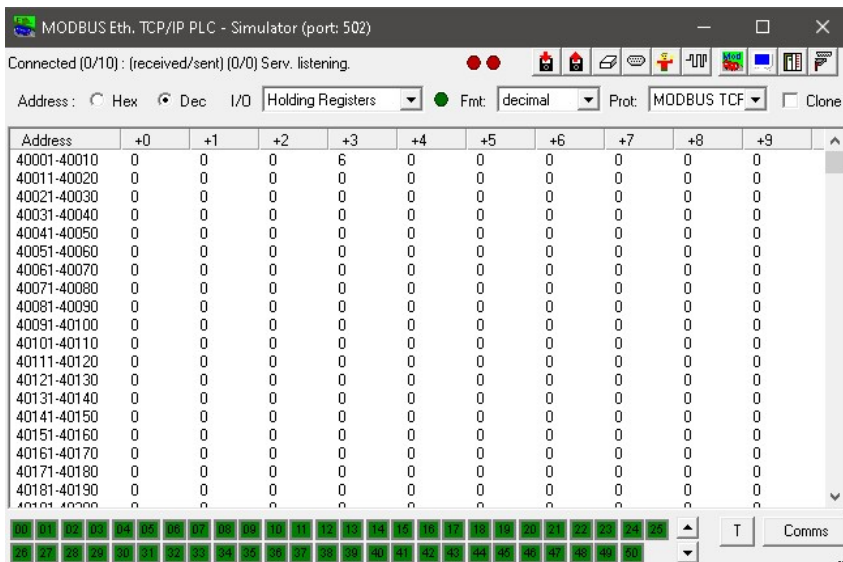 MODBUS Eth. TCP/IP PLC - Simulator (port: 502)
Connected (0/10) : (received/sent) (0/0) Serv. listening.
Address : Hex Dec I/O Holding Registers Fmt: decimal Prot: MODBUS TCP Clone
Address +0 +1 +2 +3 +4 +5 +6 +7 +8 +9
40001-40010 0 0 0 6 0 0 0 0 0 0
40011-40020 0 0 0 0 0 0 0 0 0 0
40021-40030 0 0 0 0 0 0 0 0 0 0
40031-40040 0 0 0 0 0 0 0 0 0 0
40041-40050 0 0 0 0 0 0 0 0 0 0
40051-40060 0 0 0 0 0 0 0 0 0 0
40061-40070 0 0 0 0 0 0 0 0 0 0
40071-40080 0 0 0 0 0 0 0 0 0 0
40081-40090 0 0 0 0 0 0 0 0 0 0
40091-40100 0 0 0 0 0 0 0 0 0 0
40101-40110 0 0 0 0 0 0 0 0 0 0
40111-40120 0 0 0 0 0 0 0 0 0 0
40121-40130 0 0 0 0 0 0 0 0 0 0
40131-40140 0 0 0 0 0 0 0 0 0 0
40141-40150 0 0 0 0 0 0 0 0 0 0
40151-40160 0 0 0 0 0 0 0 0 0 0
40161-40170 0 0 0 0 0 0 0 0 0 0
40171-40180 0 0 0 0 0 0 0 0 0 0
40181-40190 0 0 0 0 0 0 0 0 0 0
00 01 02 03 04 05 06 07 08 09 10 11 12 13 14 15 16 17 18 19 20 21 22 23 24 25 T Comms
26 27 28 29 30 31 32 33 34 35 36 37 38 39 40 41 42 43 44 45 46 47 48 49 50